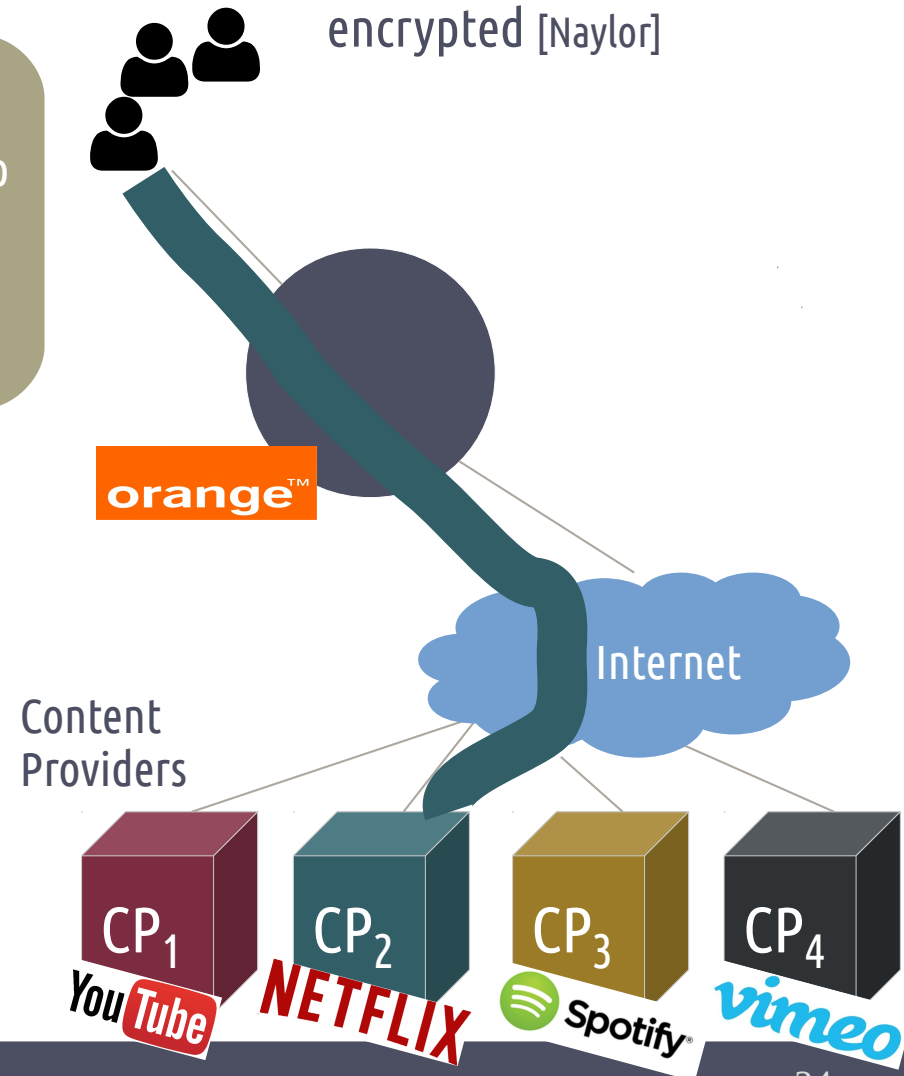 encrypted [Naylor]
orange™
Internet
Content
Providers
CP₁
CP₂
CP₃
CP₄
YouTube
NETFLIX
Spotify®
vimeo